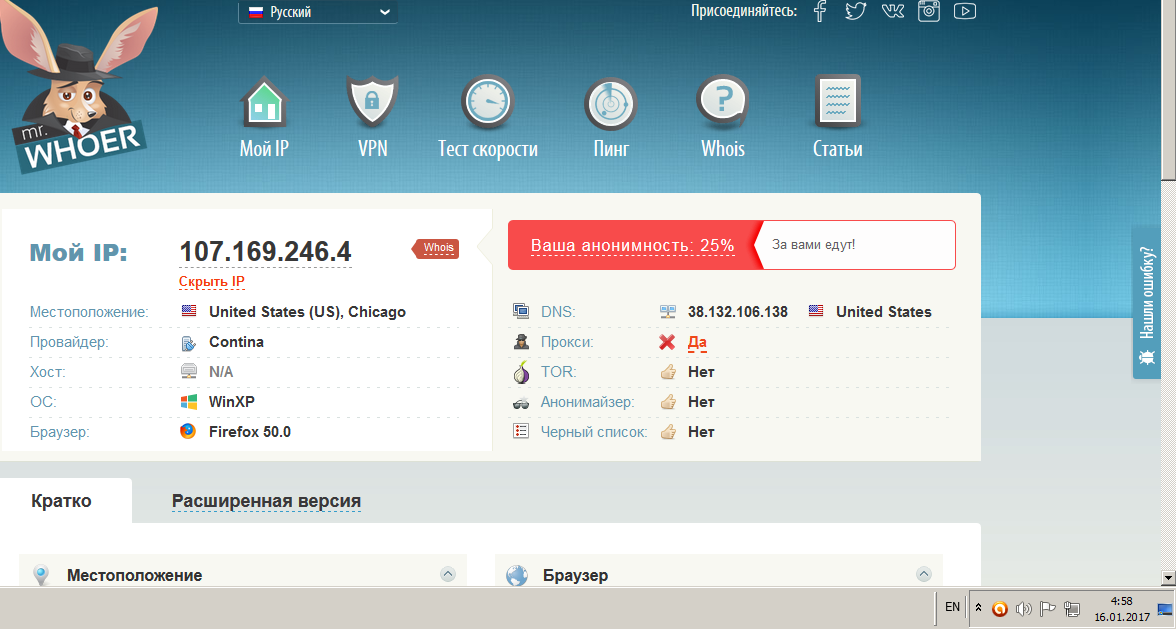 Русский
Присоединяйтесь:
mr.
WHOER
Мой IP
VPN
Тест скорости
Пинг
Whois
Статьи
Мой IP:
107.169.246.4
Whois
Скрыть IP
Местоположение:
United States (US), Chicago
Провайдер:
Contina
Хост:
N/A
ОС:
WinXP
Браузер:
Firefox 50.0
Ваша анонимность: 25%
За вами едут!
DNS:
38.132.106.138
United States
Прокси:
Да
TOR:
Нет
Анонимайзер:
Нет
Черный список:
Нет
Нашли ошибку?
Кратко
Расширенная версия
Местоположение
Браузер
EN
4:58
16.01.2017